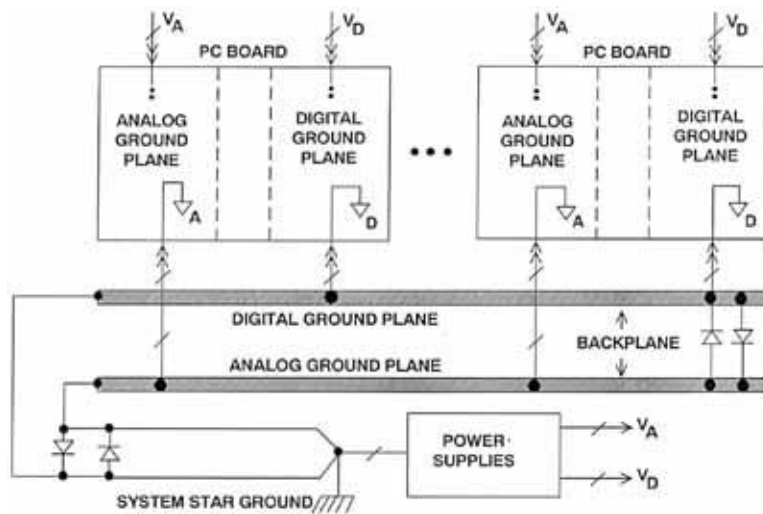 VA
VD
VA
VD
PC BOARD
PC BOARD
ANALOG
GROUND
PLANE
DIGITAL
GROUND
PLANE
ANALOG
GROUND
PLANE
DIGITAL
GROUND
PLANE
A
D
A
D
DIGITAL GROUND PLANE
BACKPLANE
ANALOG GROUND PLANE
POWER
SUPPLIES
VA
VD
SYSTEM STAR GROUND